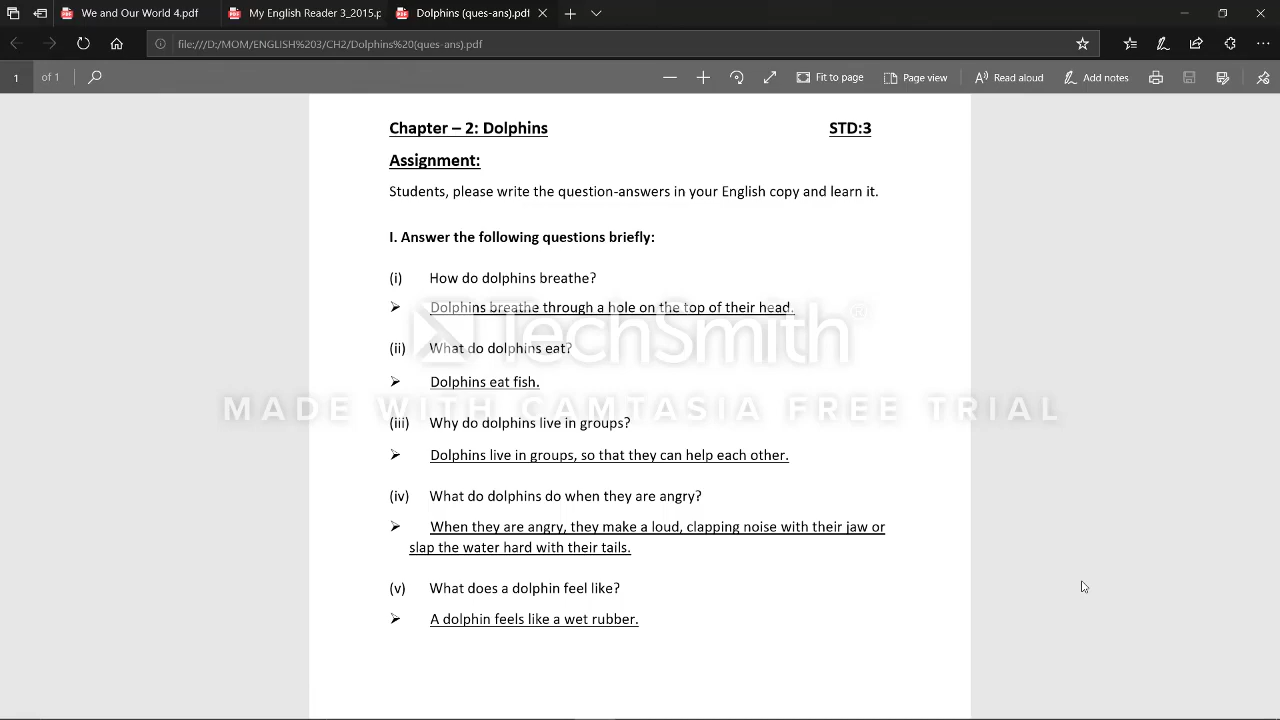 We and Our World 4.pdf
My English Reader 3_2015.p
Dolphins (ques-ans).pdf
file:///D:/MOM/ENGLISH%203/CH2/Dolphins%20(ques-ans).pdf
1 of 1
Fit to page
Page view
Read aloud
Add notes
Chapter – 2: Dolphins STD:3
Assignment:
Students, please write the question-answers in your English copy and learn it.
I. Answer the following questions briefly:
(i) How do dolphins breathe?
➢ Dolphins breathe through a hole on the top of their head.
(ii) What do dolphins eat?
➢ Dolphins eat fish.
(iii) Why do dolphins live in groups?
➢ Dolphins live in groups, so that they can help each other.
(iv) What do dolphins do when they are angry?
➢ When they are angry, they make a loud, clapping noise with their jaw or
slap the water hard with their tails.
(v) What does a dolphin feel like?
➢ A dolphin feels like a wet rubber.
TechSmith®
MADE WITH CAMTASIA FREE TRIAL